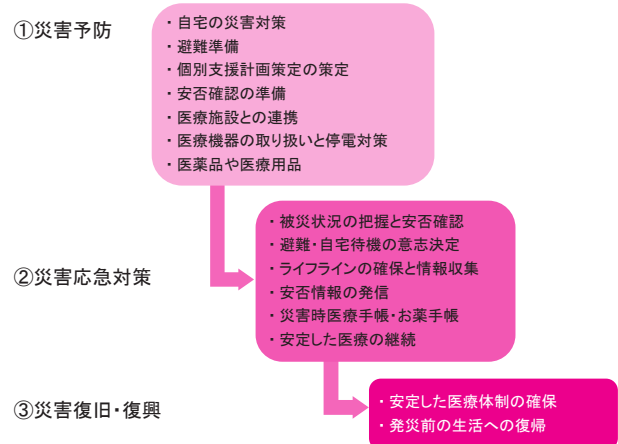 ①災害予防
・自宅の災害対策
・避難準備
・個別支援計画策定の策定
・安否確認の準備
・医療施設との連携
・医療機器の取り扱いと停電対策
・医薬品や医療用品
②災害応急対策
・被災状況の把握と安否確認
・避難・自宅待機の意志決定
・ライフラインの確保と情報収集
・安否情報の発信
・災害時医療手帳・お薬手帳
・安定した医療の継続
③災害復旧・復興
・安定した医療体制の確保
・発災前の生活への復帰